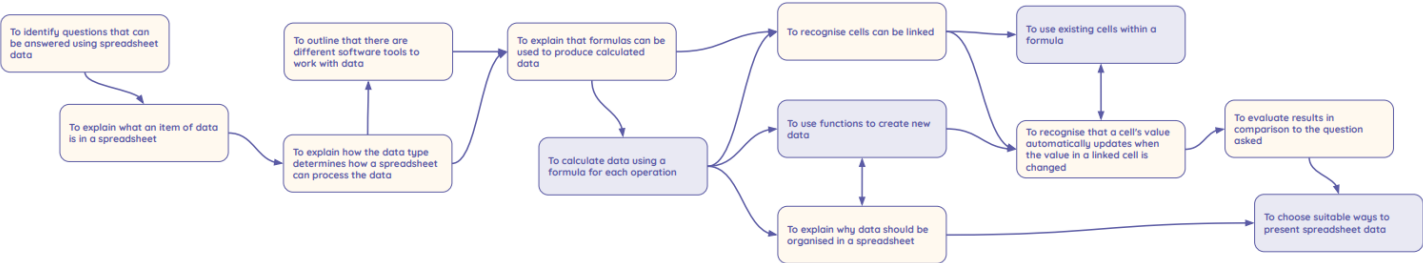 To identify questions that can
be answered using spreadsheet
data
To explain what an item of data
is in a spreadsheet
To outline that there are
different software tools to
work with data
To explain how the data type
determines how a spreadsheet
can process the data
To explain that formulas can be
used to produce calculated
data
To calculate data using a
formula for each operation
To recognise cells can be linked
To use functions to create new
data
To explain why data should be
organised in a spreadsheet
To use existing cells within a
formula
To recognise that a cell's value
automatically updates when
the value in a linked cell is
changed
To evaluate results in
comparison to the question
asked
To choose suitable ways to
present spreadsheet data